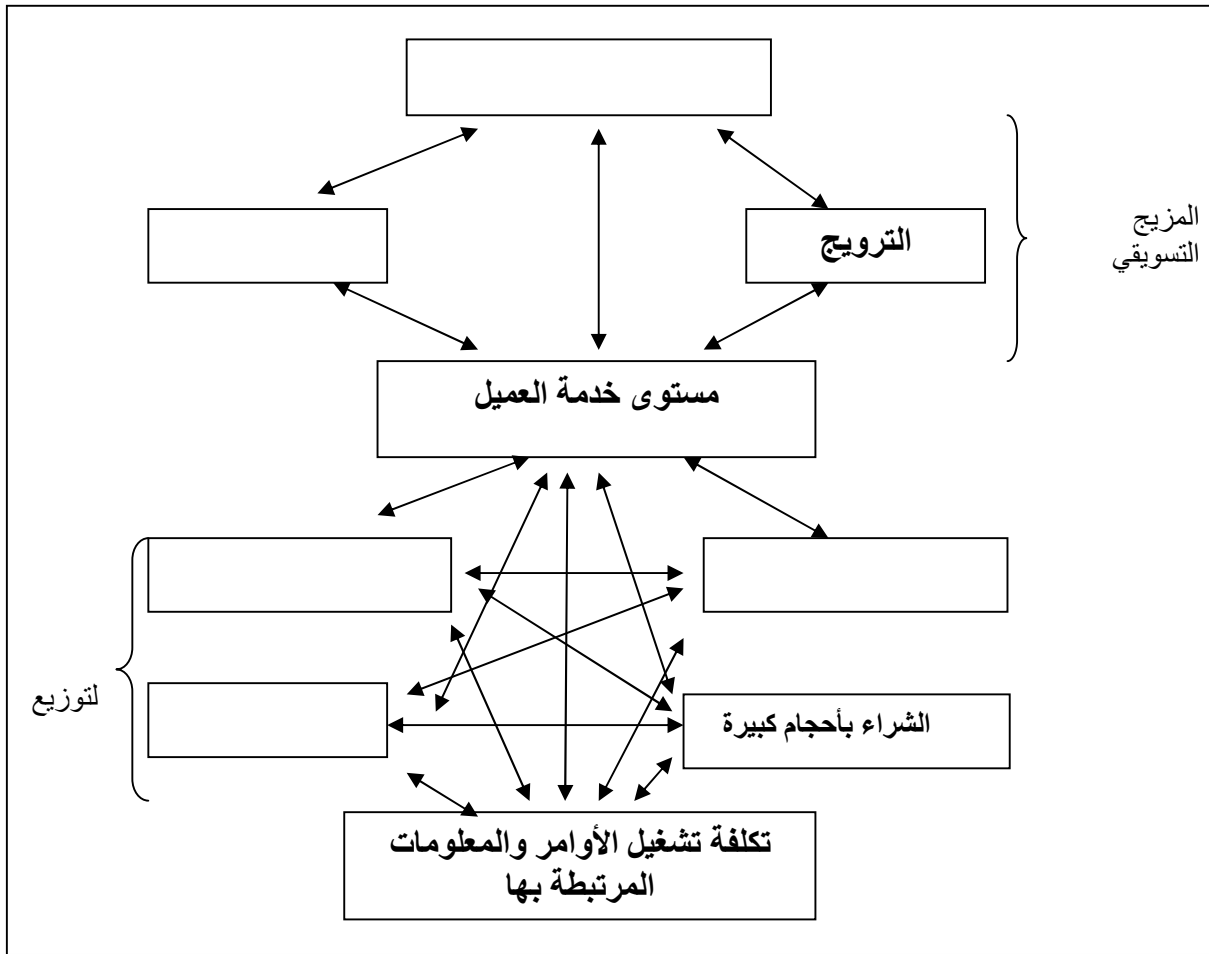 الترويج
المزيج
التسويقي
مستوى خدمة العميل
لتوزيع
الشراء بأحجام كبيرة
تكلفة تشغيل الأوامر والمعلومات
المرتبطة بها